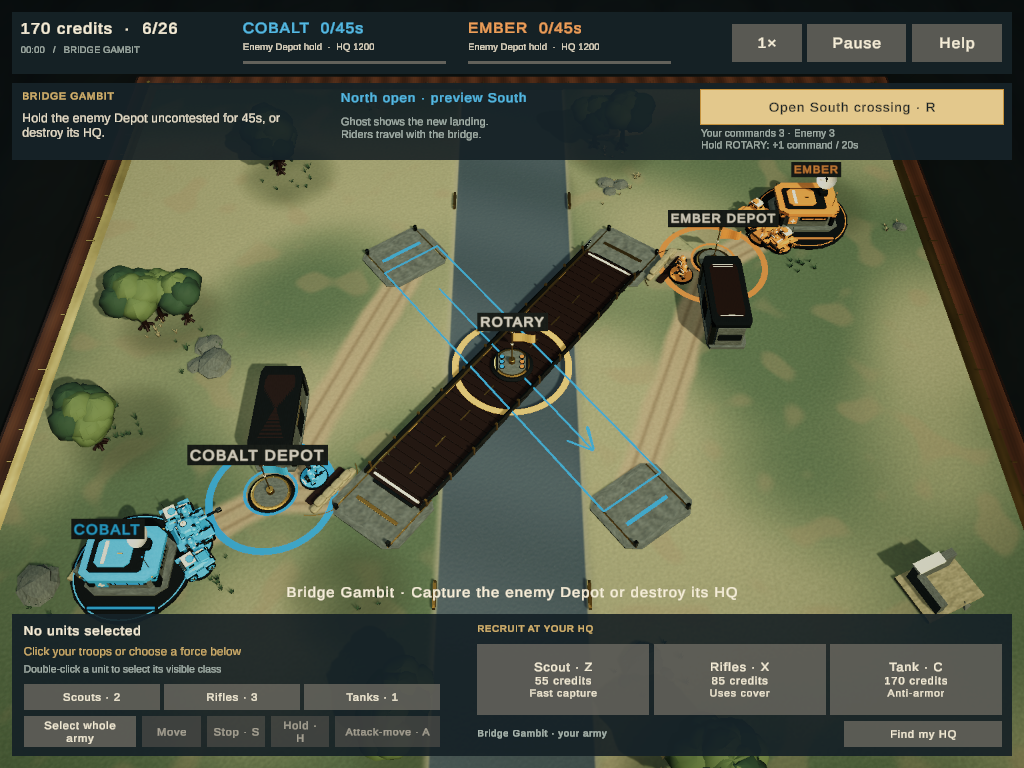 170 credits · 6/26
00:00 / BRIDGE GAMBIT
COBALT 0/45s
Enemy Depot hold · HQ 1200
EMBER 0/45s
Enemy Depot hold · HQ 1200
1×
Pause
Help
BRIDGE GAMBIT
Hold the enemy Depot uncontested for 45s, or
destroy its HQ.
North open · preview South
Ghost shows the new landing.
Riders travel with the bridge.
Open South crossing · R
Your commands 3 · Enemy 3
Hold ROTARY: +1 command / 20s
EMBER
EMBER DEPOT
ROTARY
COBALT DEPOT
COBALT
Bridge Gambit · Capture the enemy Depot or destroy its HQ
No units selected
Click your troops or choose a force below
Double-click a unit to select its visible class
Scouts · 2
Rifles · 3
Tanks · 1
Select whole
army
Move
Stop · S
Hold ·
H
Attack-move · A
RECRUIT AT YOUR HQ
Scout · Z
55 credits
Fast capture
Rifles · X
85 credits
Uses cover
Tank · C
170 credits
Anti-armor
Bridge Gambit · your army
Find my HQ